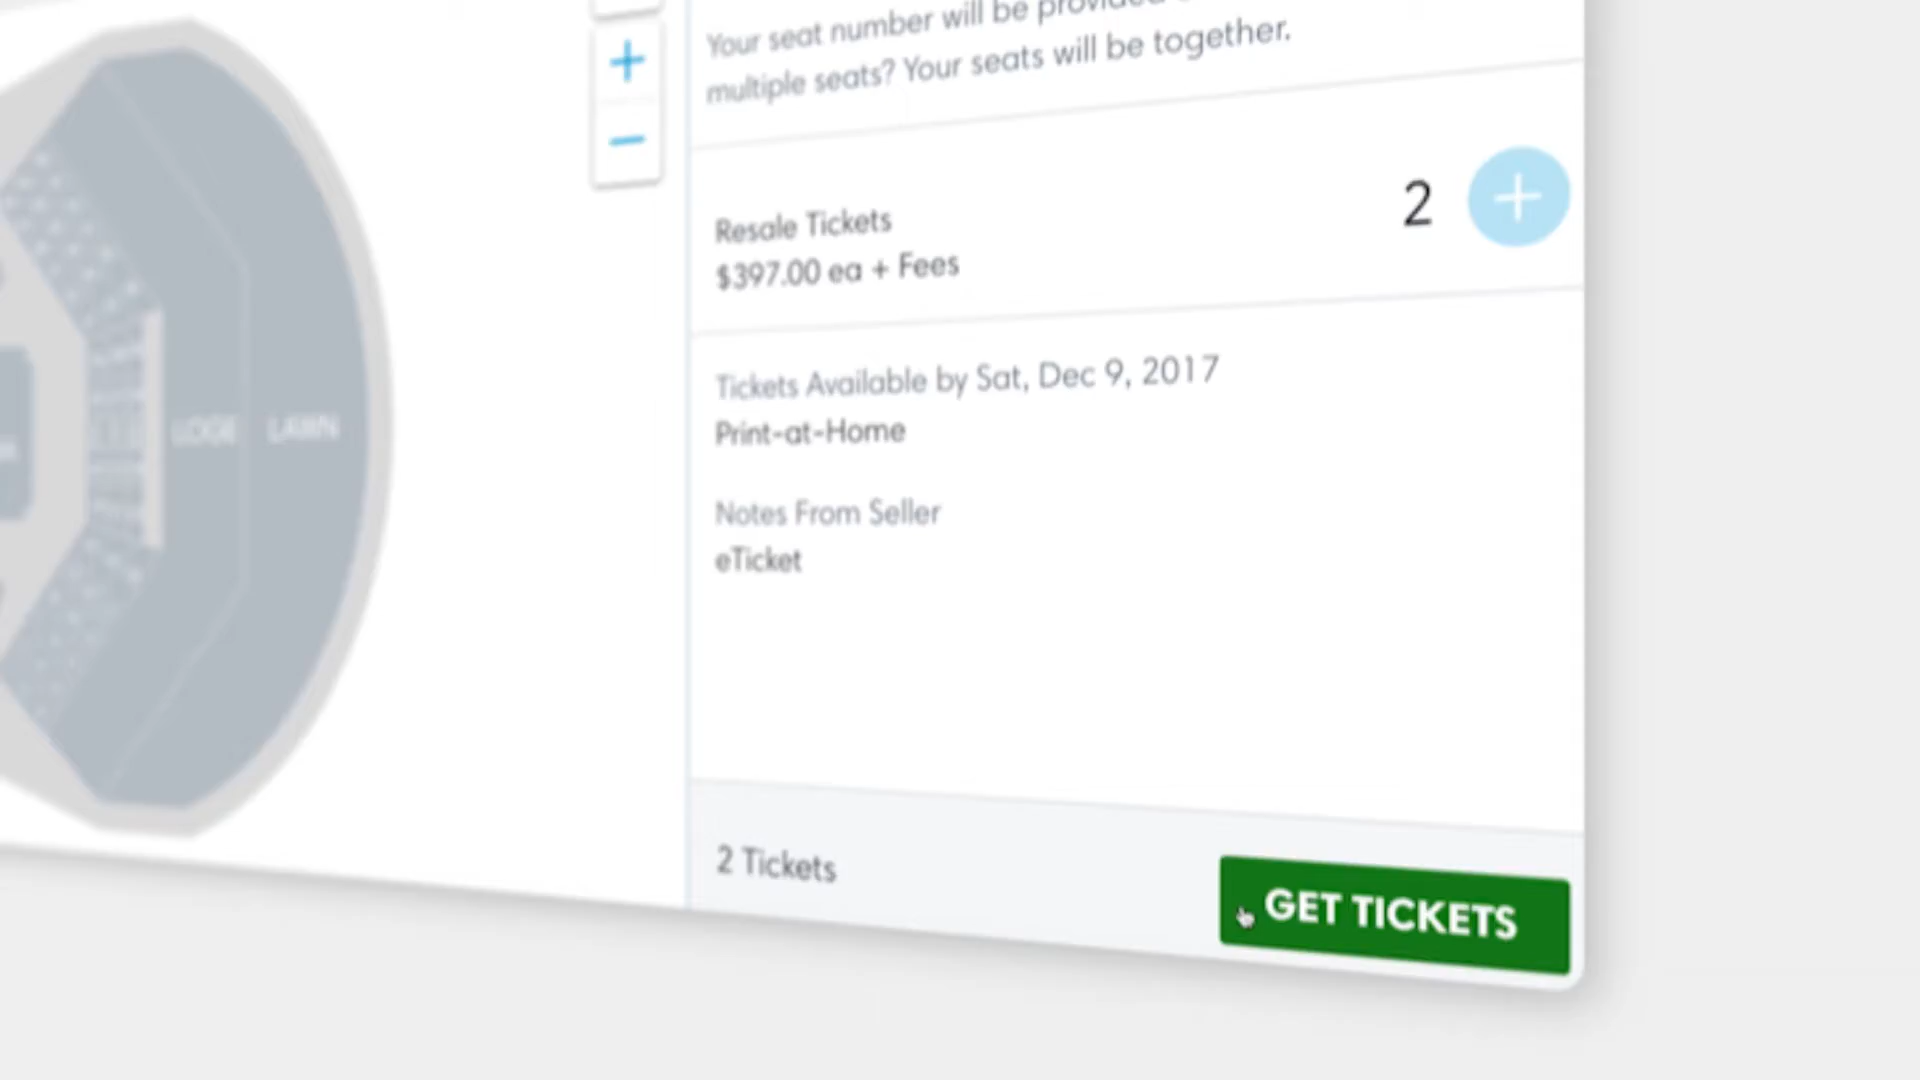 Your seat number will be provided
multiple seats? Your seats will be together.
2
Resale Tickets
$397.00 ea + Fees
Tickets Available by Sat, Dec 9, 2017
Print-at-Home
LOGE LAWN
Notes From Seller
eTicket
2 Tickets
GET TICKETS